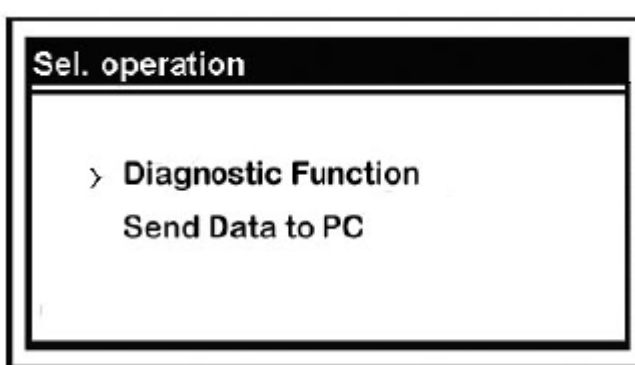 Sel. operation
> Diagnostic Function
Send Data to PC